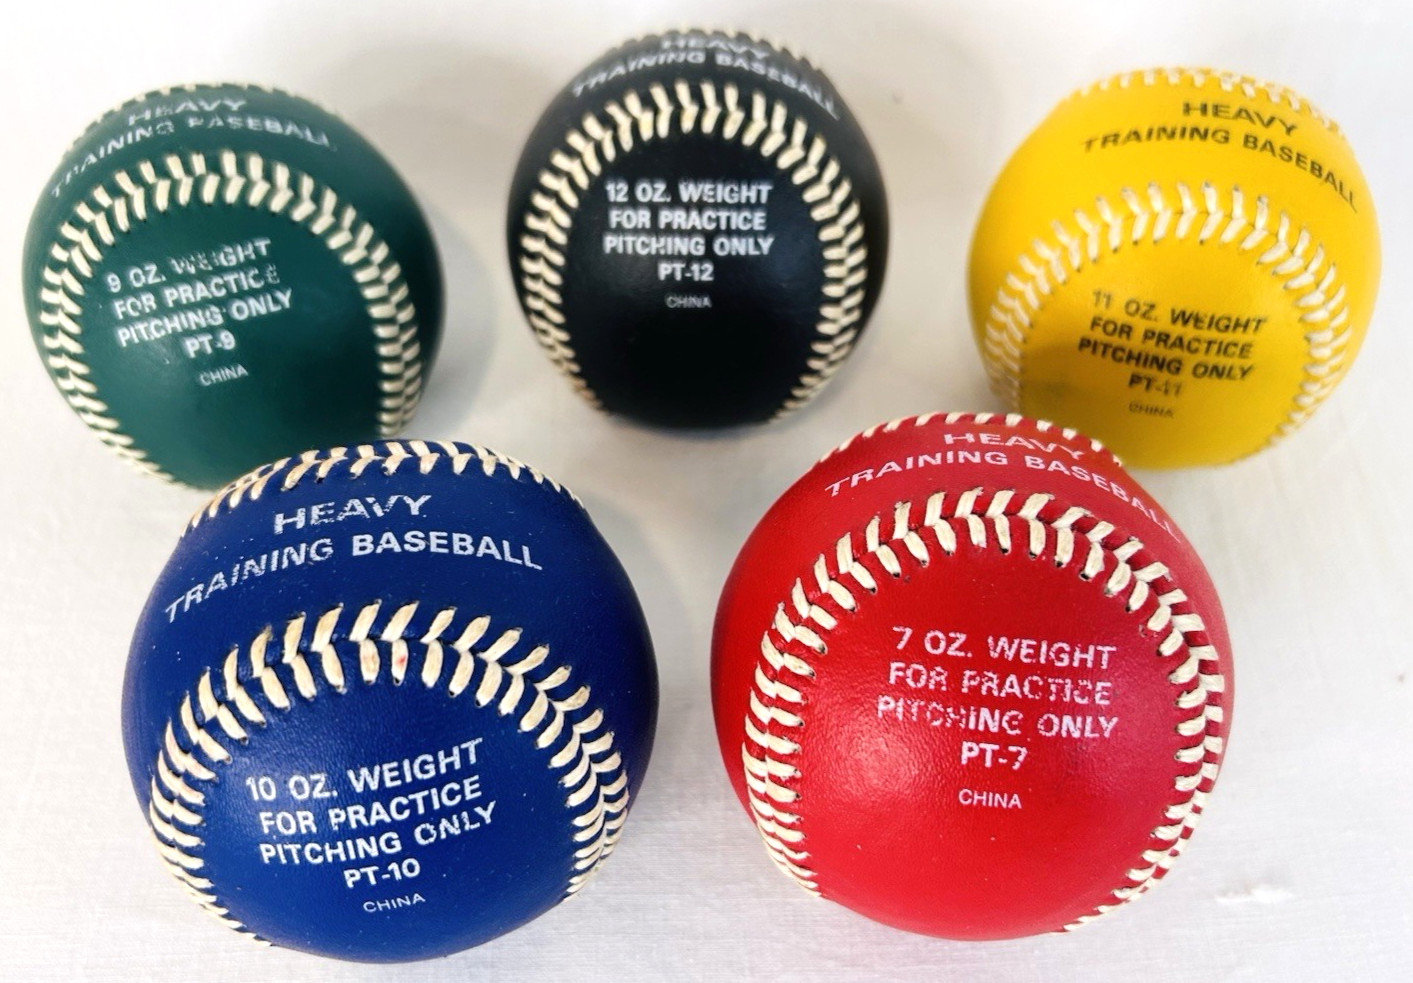 HEAVY
TRAINING BASEBALL
9 OZ. WEIGHT
FOR PRACTICE
PITCHING ONLY
PT-9
CHINA
HEAVY
TRAINING BASEBALL
12 OZ. WEIGHT
FOR PRACTICE
PITCHING ONLY
PT-12
CHINA
HEAVY
TRAINING BASEBALL
11 OZ. WEIGHT
FOR PRACTICE
PITCHING ONLY
PT-11
CHINA
HEAVY
TRAINING BASEBALL
10 OZ. WEIGHT
FOR PRACTICE
PITCHING ONLY
PT-10
CHINA
HEAVY
TRAINING BASEBALL
7 OZ. WEIGHT
FOR PRACTICE
PITCHING ONLY
PT-7
CHINA